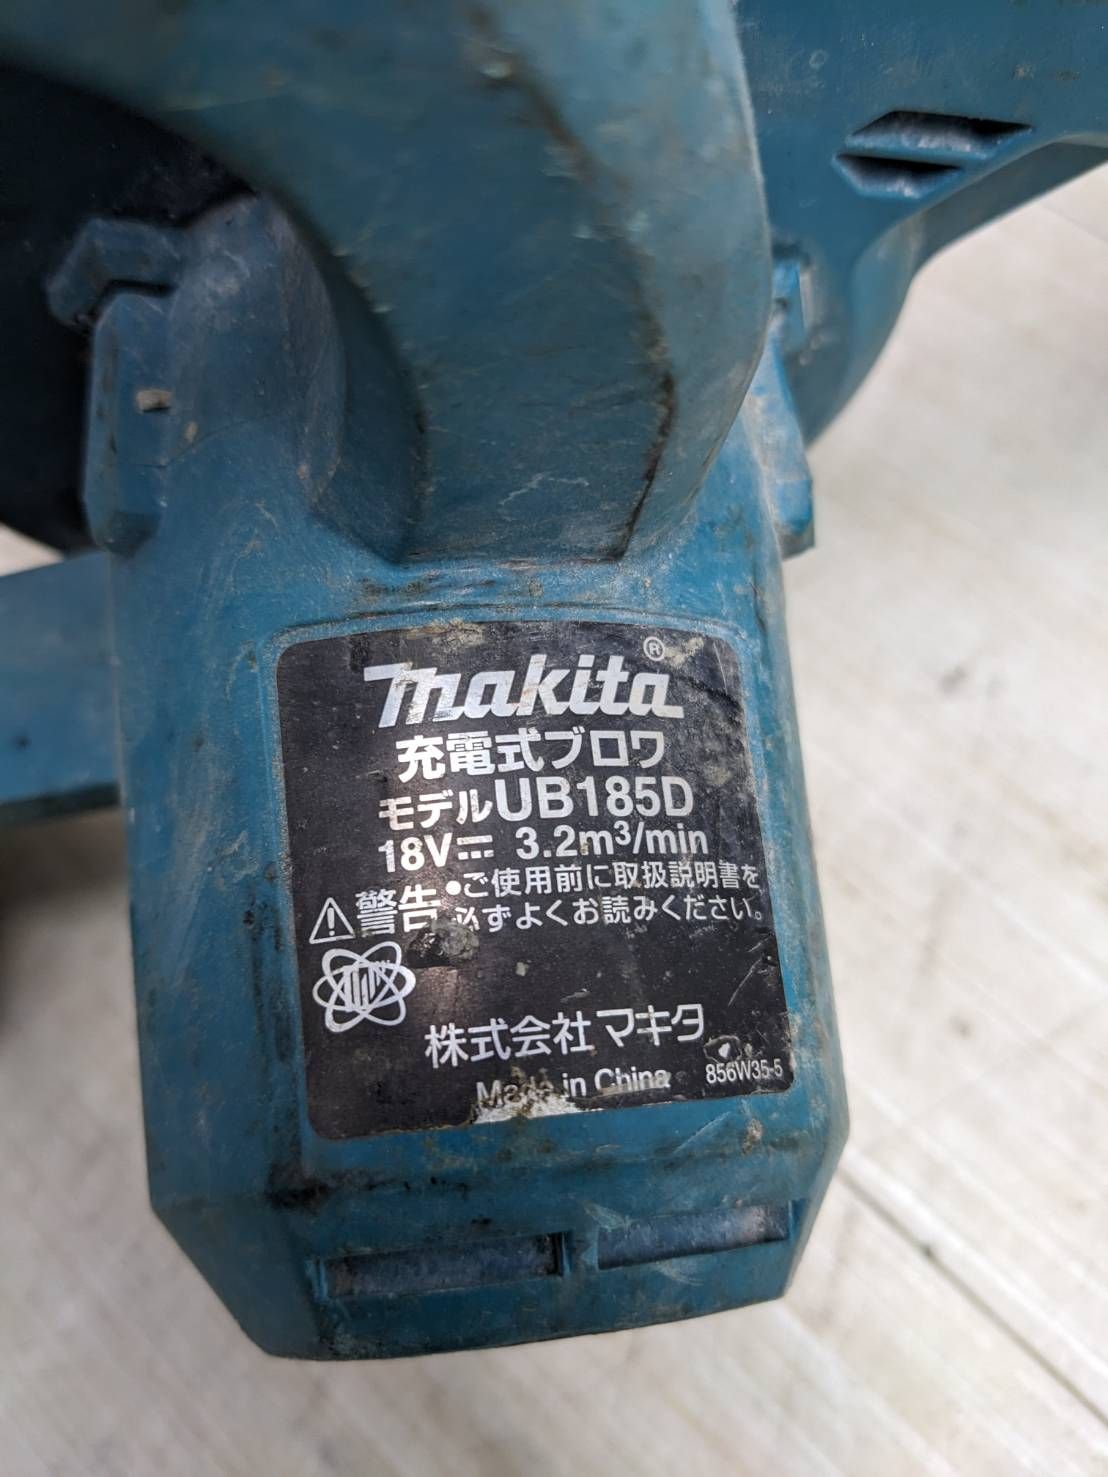 makita®
充電式ブロワ
モデルUB185D
18V⎓ 3.2m³/min
⚠警告 •ご使用前に取扱説明書を
必ずよくお読みください。
株式会社マキタ
Made in China 856W35-5